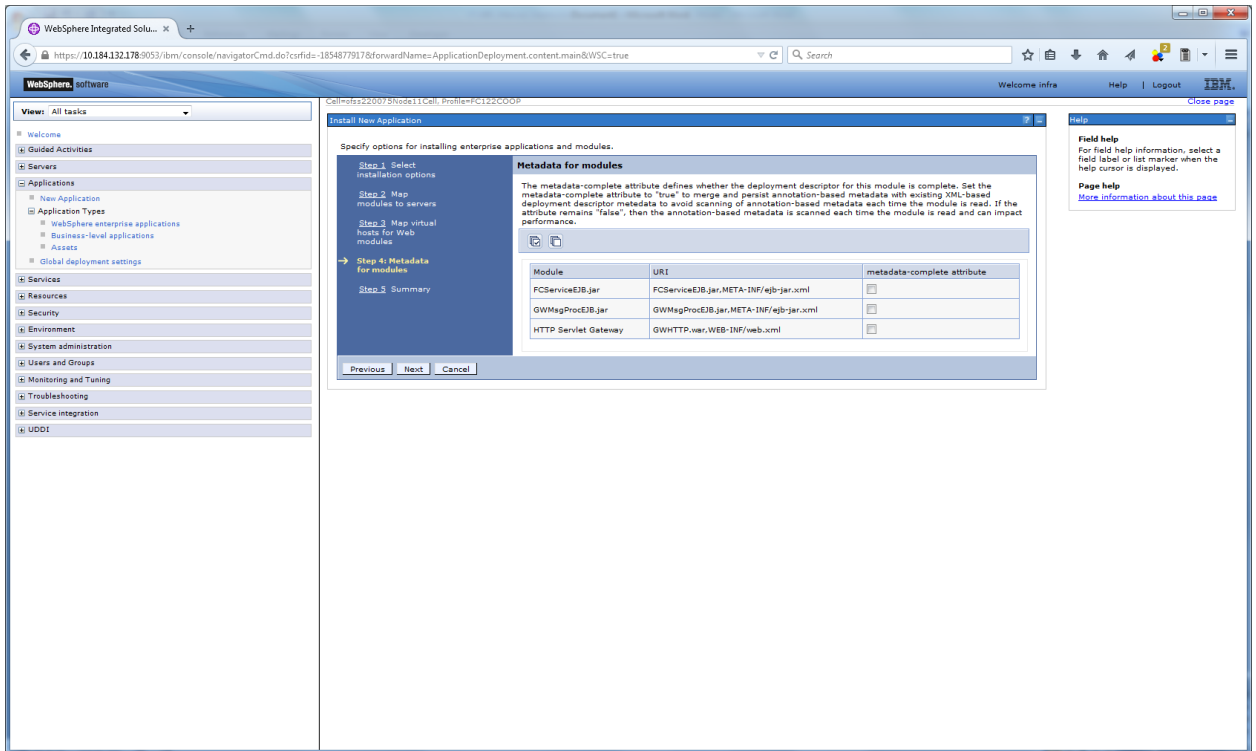 WebSphere Integrated Solu...
https://10.184.132.178:9053/ibm/console/navigatorCmd.do?csrfid=-1854877917&forwardName=ApplicationDeployment.content.main&WSC=true
Search
2
WebSphere. software
Welcome infra
Help | Logout
IBM.
View: All tasks
Cell=ofss220075Node11Cell, Profile=FC122COOP
Close page
Welcome
Guided Activities
Servers
Applications
New Application
Application Types
WebSphere enterprise applications
Business-level applications
Assets
Global deployment settings
Services
Resources
Security
Environment
System administration
Users and Groups
Monitoring and Tuning
Troubleshooting
Service integration
UDDI
Install New Application
?
Specify options for installing enterprise applications and modules.
Step 1 Select
installation options
Step 2 Map
modules to servers
Step 3 Map virtual
hosts for Web
modules
Step 4: Metadata
for modules
Step 5 Summary
Metadata for modules
The metadata-complete attribute defines whether the deployment descriptor for this module is complete. Set the
metadata-complete attribute to "true" to merge and persist annotation-based metadata with existing XML-based
deployment descriptor metadata to avoid scanning of annotation-based metadata each time the module is read. If the
attribute remains "false", then the annotation-based metadata is scanned each time the module is read and can impact
performance.
Module URI metadata-complete attribute
FCServiceEJB.jar FCServiceEJB.jar,META-INF/ejb-jar.xml
GWMsgProcEJB.jar GWMsgProcEJB.jar,META-INF/ejb-jar.xml
HTTP Servlet Gateway GWHTTP.war,WEB-INF/web.xml
Previous Next Cancel
Help
Field help
For field help information, select a
field label or list marker when the
help cursor is displayed.
Page help
More information about this page